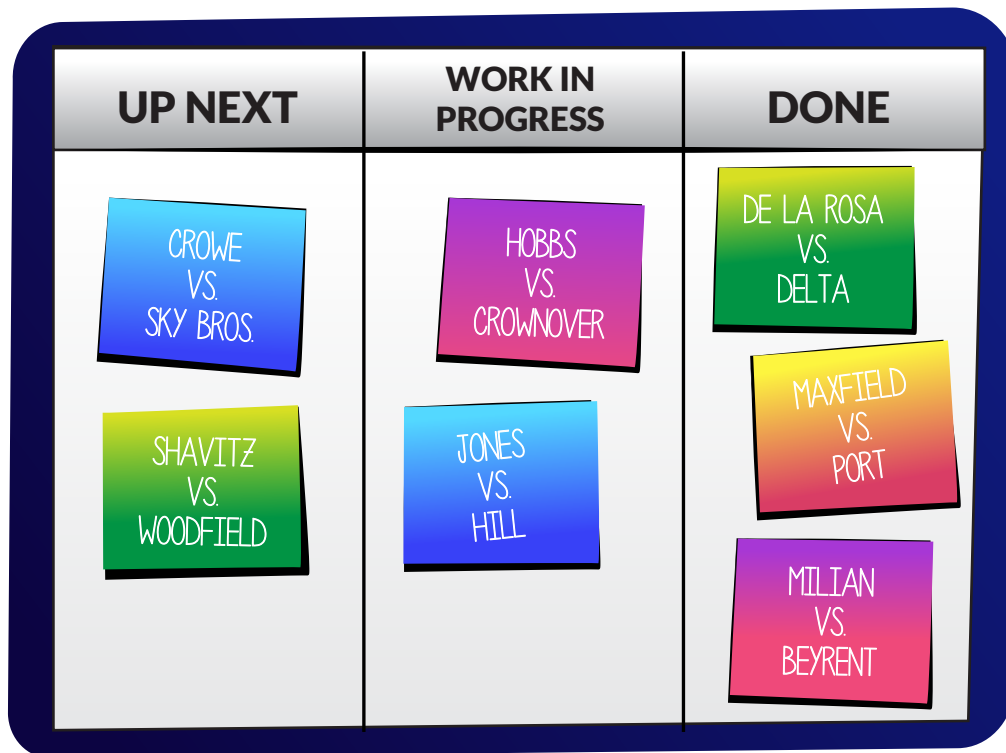 UP NEXT
CROWE
VS.
SKY BROS.
SHAVITZ
VS.
WOODFIELD
WORK IN
PROGRESS
HOBBS
VS.
CROWNOVER
JONES
VS.
HILL
DONE
DE LA ROSA
VS.
DELTA
MAXFIELD
VS.
PORT
MILIAN
VS.
BEYRENT